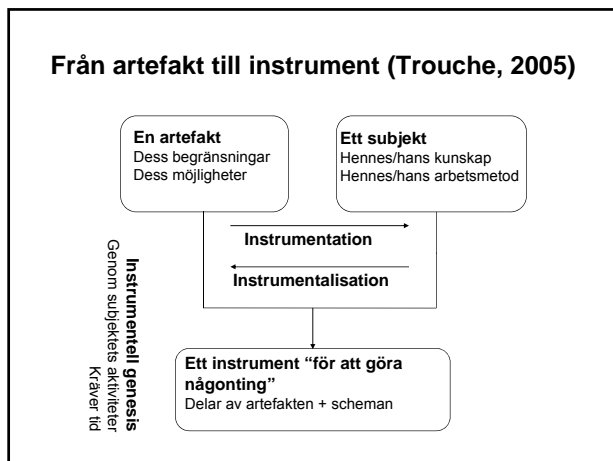 Från artefakt till instrument (Trouche, 2005)
En artefakt
Dess begränsningar
Dess möjligheter
Ett subjekt
Hennes/hans kunskap
Hennes/hans arbetsmetod
Instrumentation
Instrumentalisation
Instrumentell genesis
Genom subjektets aktiviteter
Kräver tid
Ett instrument “för att göra
någonting”
Delar av artefakten + scheman